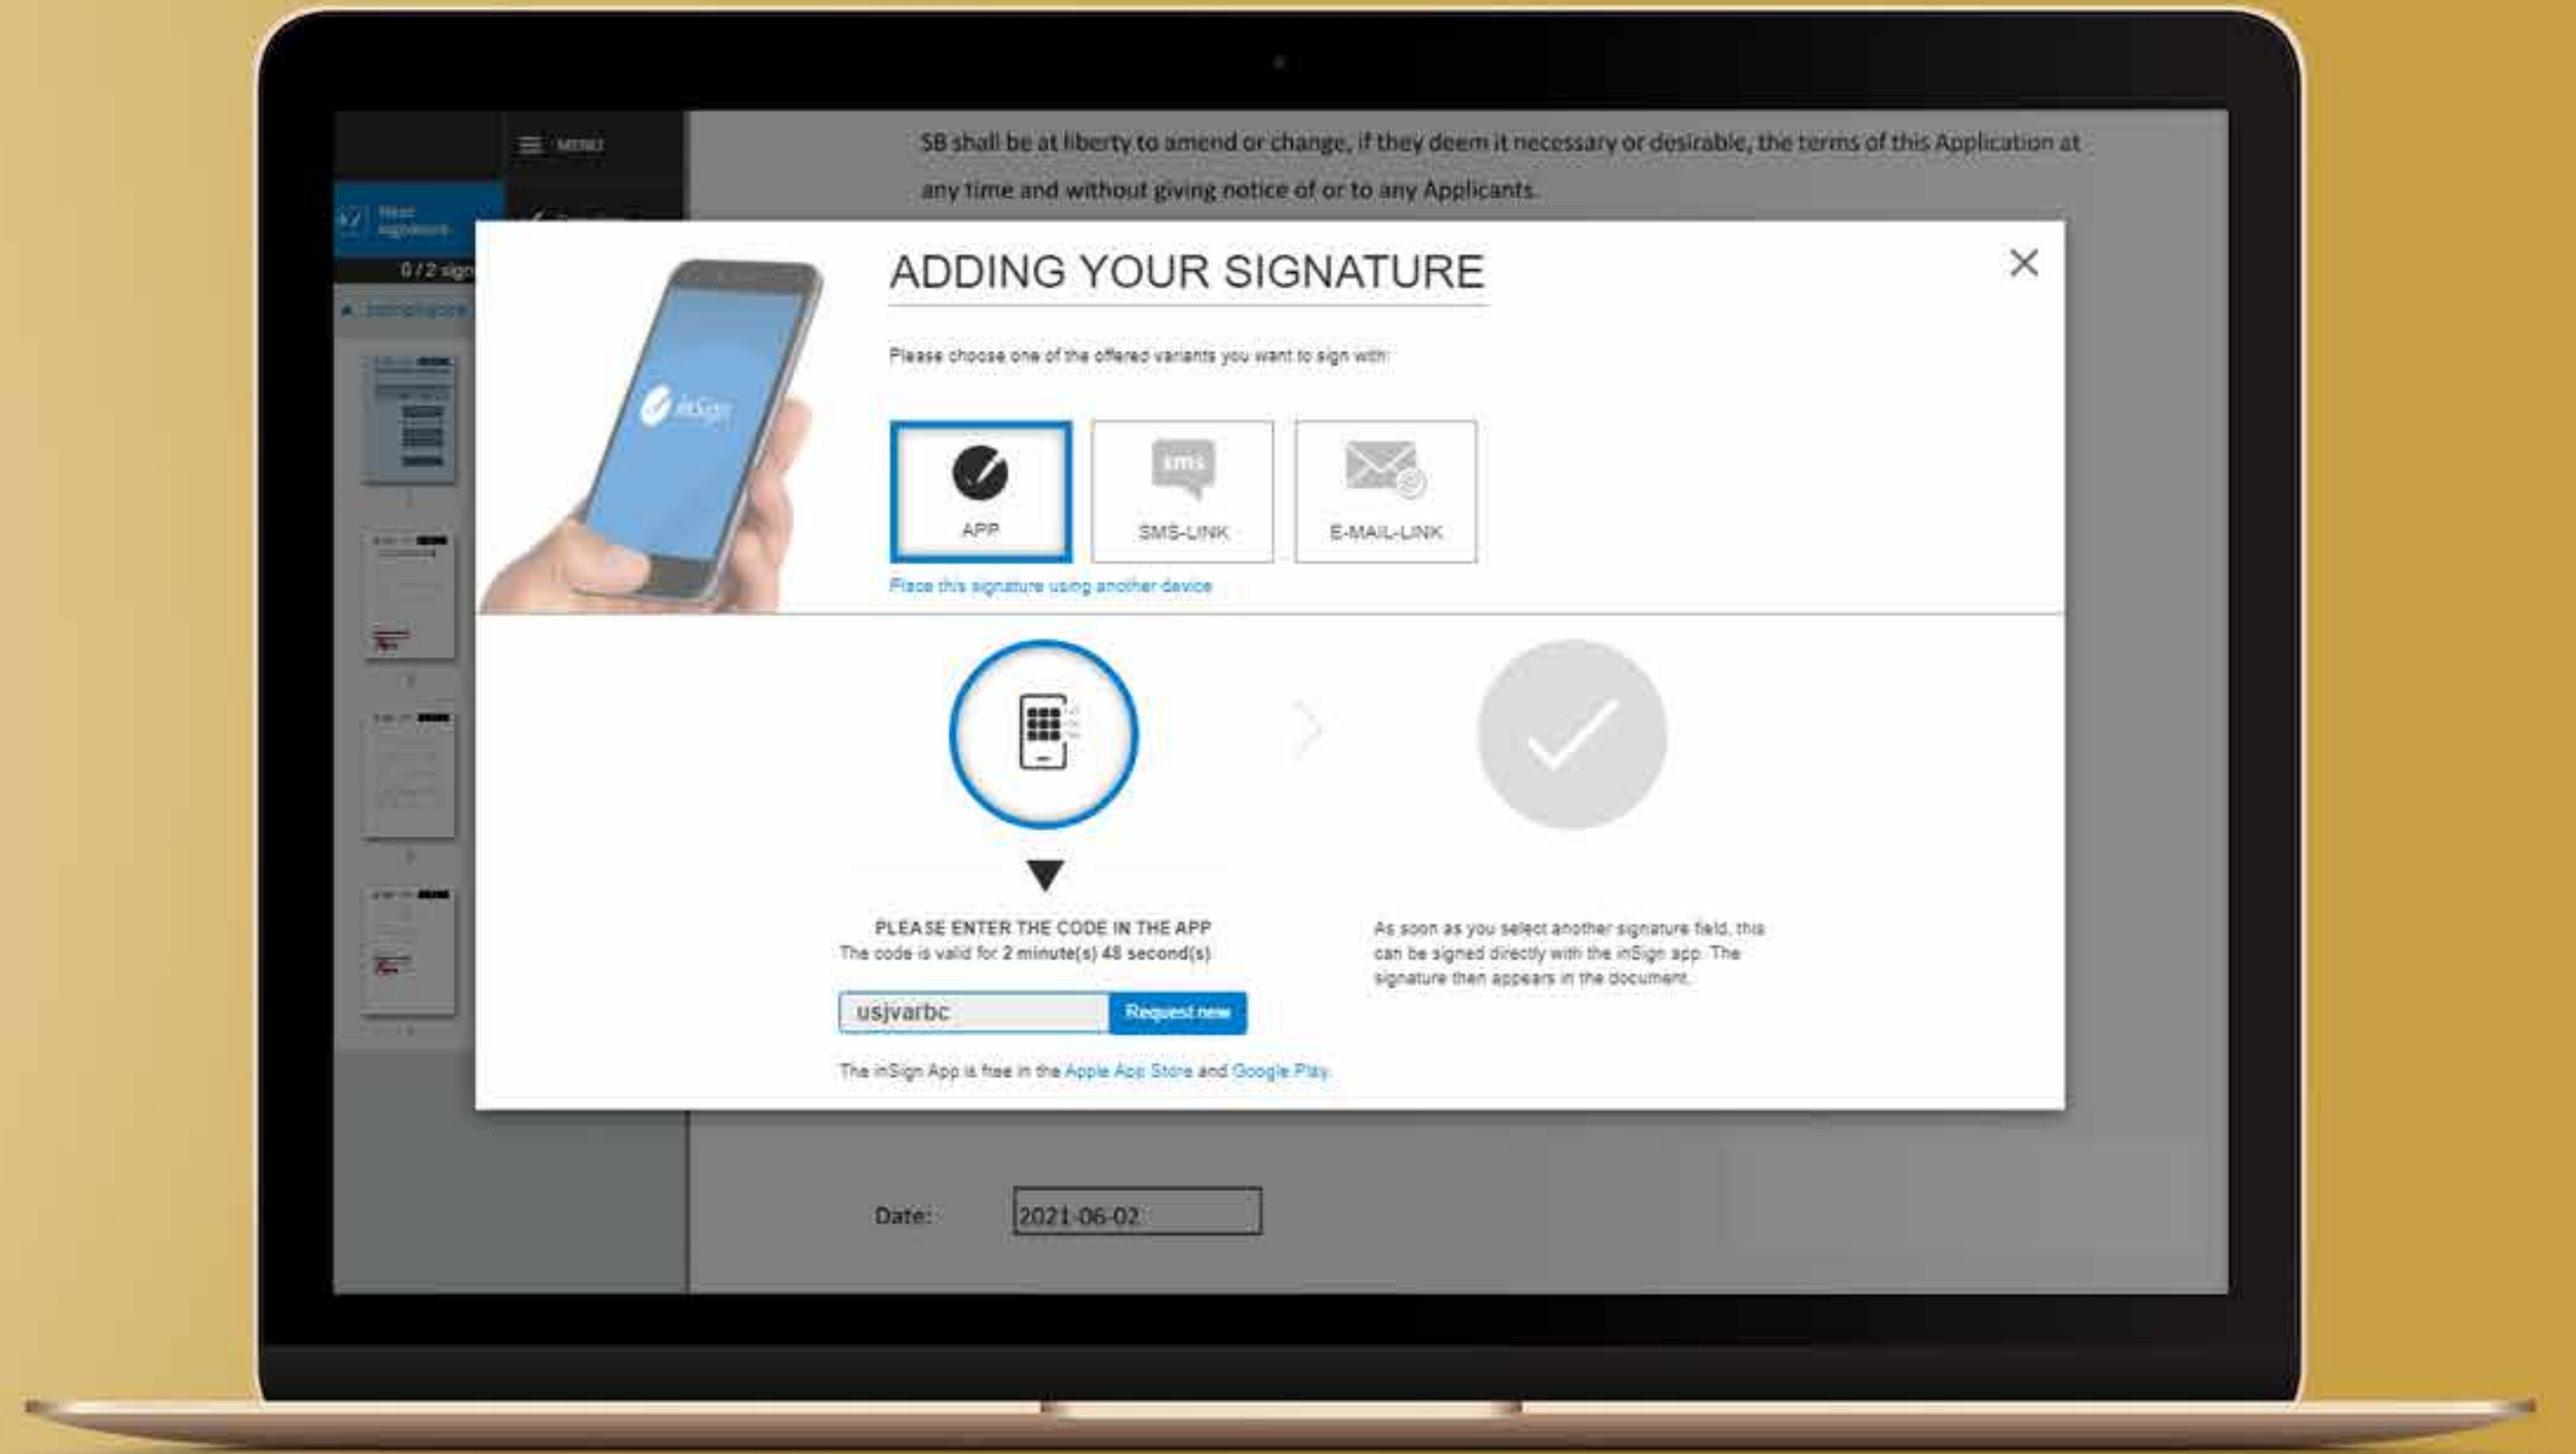 MENU
SB shall be at liberty to amend or change, if they deem it necessary or desirable, the terms of this Application at
any time and without giving notice of or to any Applicants.
Next
signature
0 / 2 sign
ADDING YOUR SIGNATURE
Please choose one of the offered variants you want to sign with:
inSign
sms
APP
SMS-LINK
E-MAIL-LINK
Place this signature using another device
PLEASE ENTER THE CODE IN THE APP
The code is valid for 2 minute(s) 48 second(s)
usjvarbc
Request new
The inSign App is free in the Apple App Store and Google Play.
As soon as you select another signature field, this
can be signed directly with the inSign app. The
signature then appears in the document.
Date:
2021-06-02